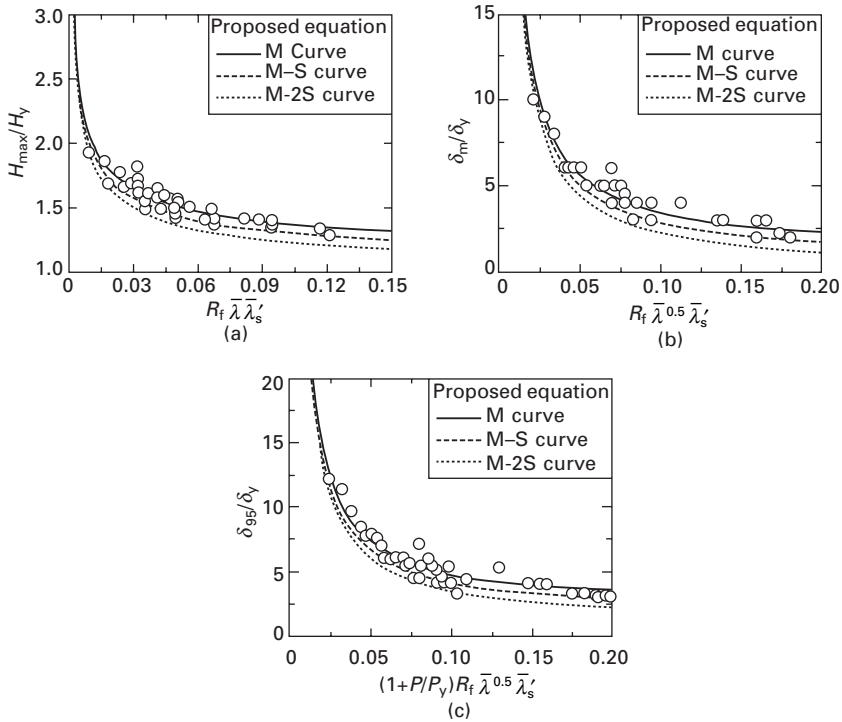 3.0
2.5
2.0
1.5
1.0
H_max/H_y
Proposed equation
M Curve
M–S curve
M-2S curve
0 0.03 0.06 0.09 0.12 0.15
R_f λ̄ λ̄′_s
(a)
15
10
5
0
δ_m/δ_y
Proposed equation
M curve
M–S curve
M-2S curve
0 0.05 0.10 0.15 0.20
R_f λ̄^0.5 λ̄′_s
(b)
20
15
10
5
0
δ_95/δ_y
Proposed equation
M curve
M–S curve
M-2S curve
0 0.05 0.10 0.15 0.20
(1+P/P_y)R_f λ̄^0.5 λ̄′_s
(c)